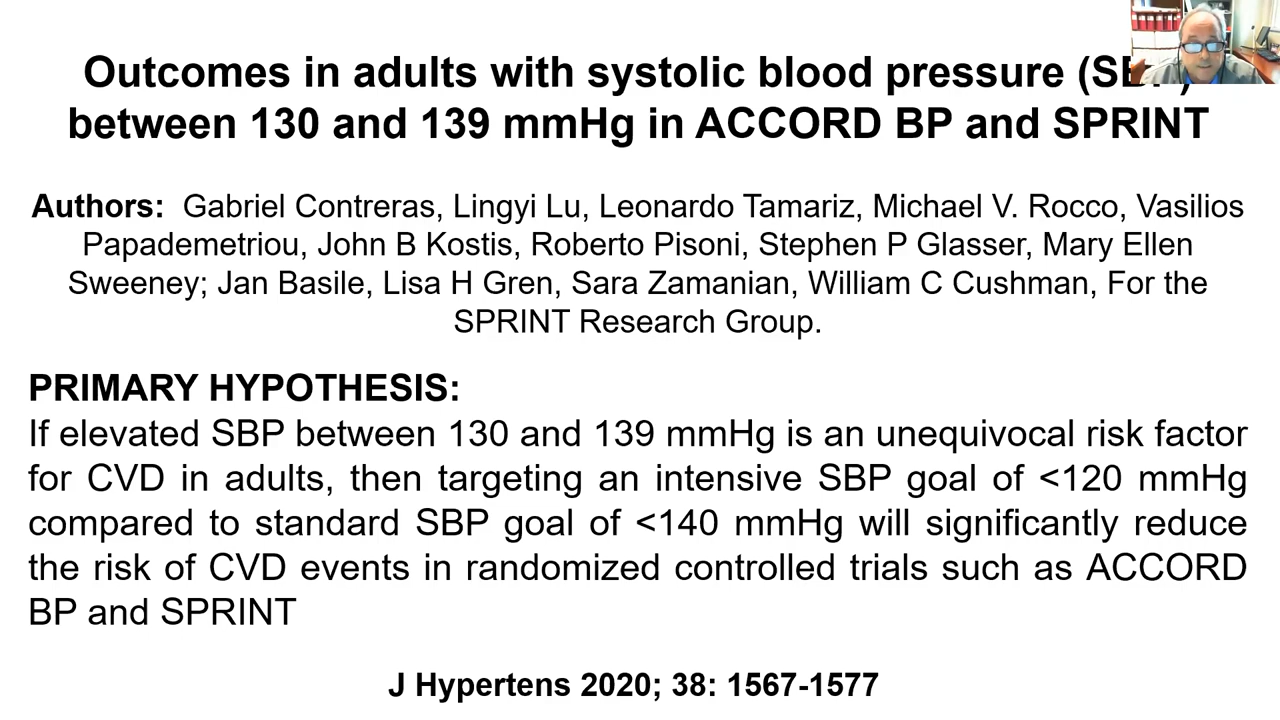 Outcomes in adults with systolic blood pressure
between 130 and 139 mmHg in ACCORD BP and SPRINT
Authors: Gabriel Contreras, Lingyi Lu, Leonardo Tamariz, Michael V. Rocco, Vasilios
Papademetriou, John B Kostis, Roberto Pisoni, Stephen P Glasser, Mary Ellen
Sweeney; Jan Basile, Lisa H Gren, Sara Zamanian, William C Cushman, For the
SPRINT Research Group.
PRIMARY HYPOTHESIS:
If elevated SBP between 130 and 139 mmHg is an unequivocal risk factor
for CVD in adults, then targeting an intensive SBP goal of <120 mmHg
compared to standard SBP goal of <140 mmHg will significantly reduce
the risk of CVD events in randomized controlled trials such as ACCORD
BP and SPRINT
J Hypertens 2020; 38: 1567-1577